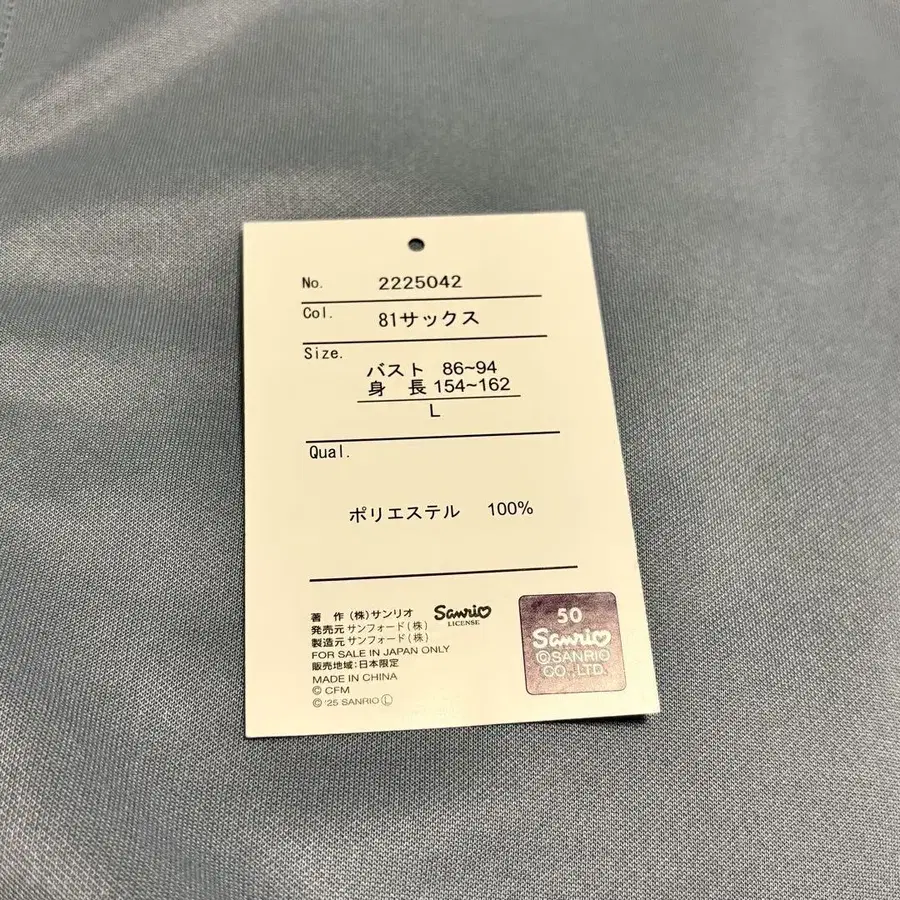 No. 2225042
Col. 81サックス
Size.
バスト 86~94
身 長 154~162
L
Qual.
ポリエステル 100%
著 作 (株)サンリオ
Sanrio
LICENSE
発売元 サンフォード(株)
製造元 サンフォード(株)
FOR SALE IN JAPAN ONLY
販売地域:日本限定
MADE IN CHINA
© CFM
© '25 SANRIO Ⓛ
50
Sanrio
©SANRIO
CO., LTD.